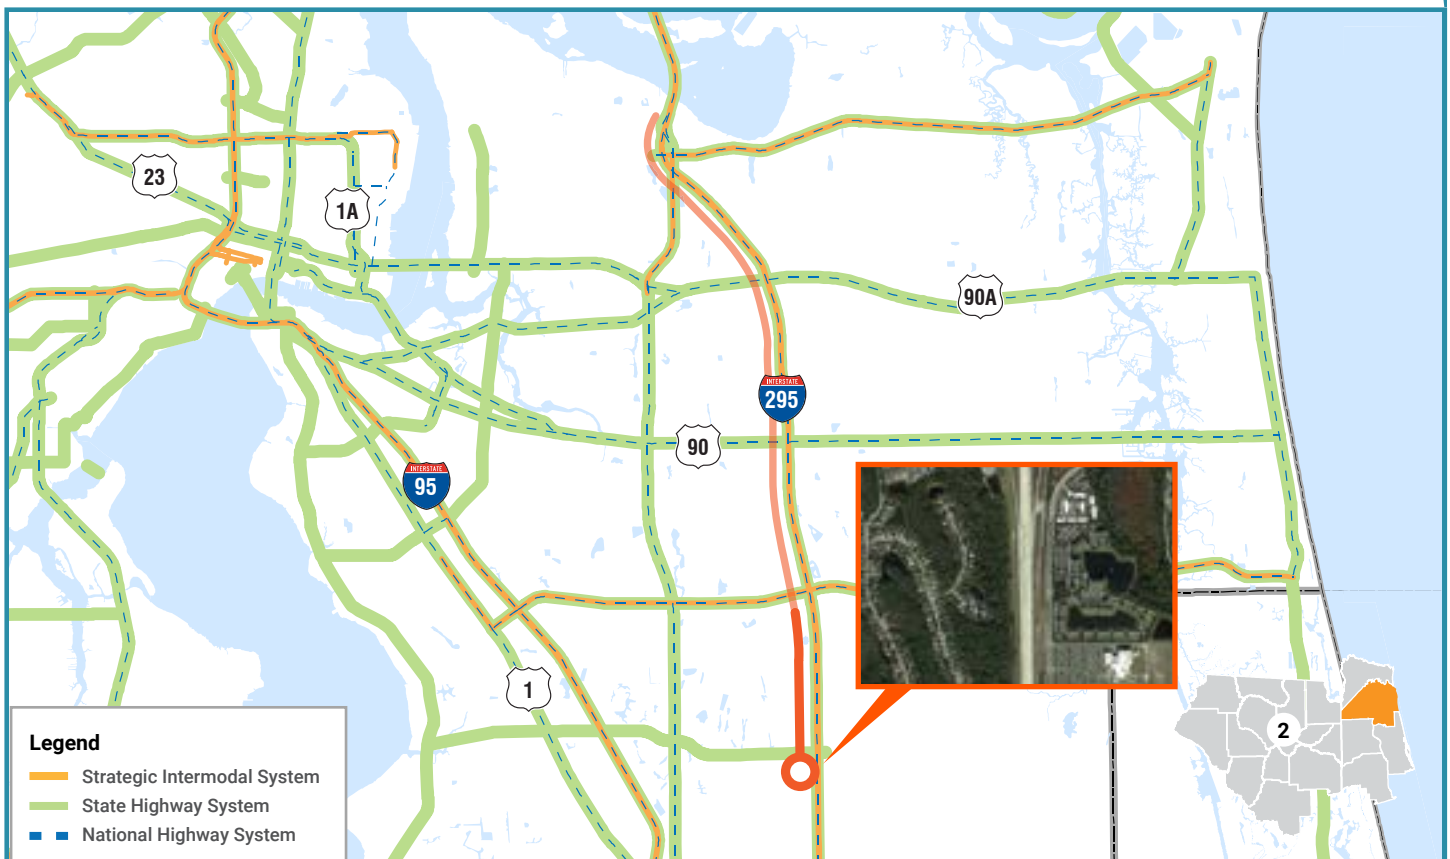 23
1A
90A
INTERSTATE
295
90
INTERSTATE
95
1
2
Legend
Strategic Intermodal System
State Highway System
National Highway System